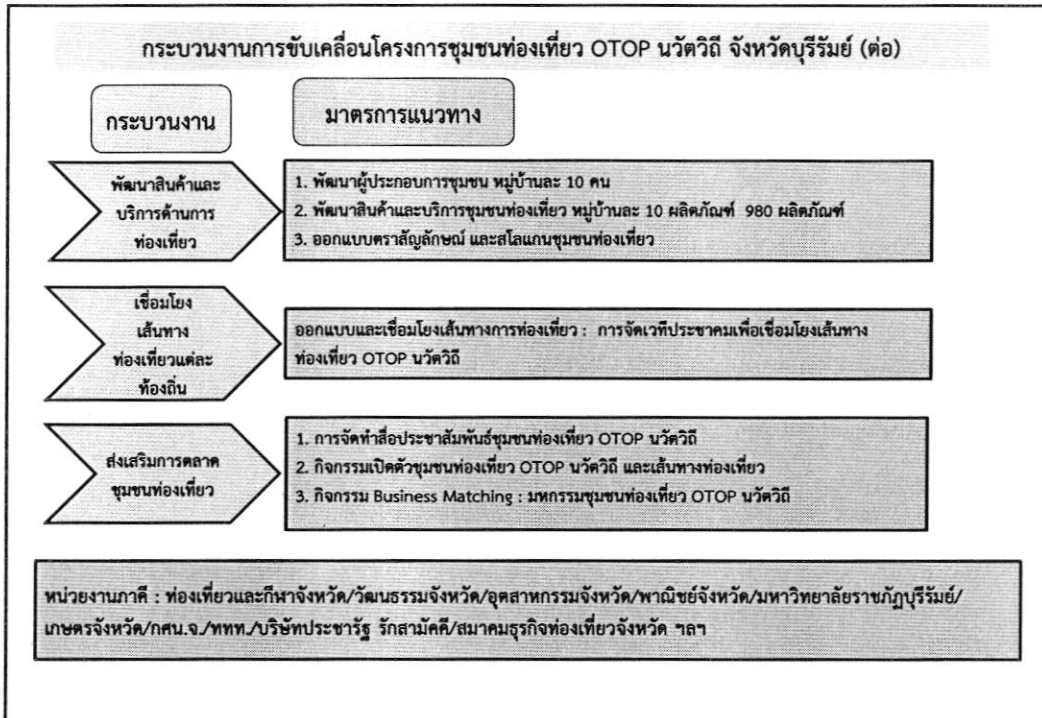 กระบวนงานการขับเคลื่อนโครงการชุมชนท่องเที่ยว OTOP นวัตวิถี จังหวัดบุรีรัมย์ (ต่อ)
กระบวนงาน
มาตรการแนวทาง
พัฒนาสินค้าและ
บริการด้านการ
ท่องเที่ยว
1. พัฒนาผู้ประกอบการชุมชน หมู่บ้านละ 10 คน
2. พัฒนาสินค้าและบริการชุมชนท่องเที่ยว หมู่บ้านละ 10 ผลิตภัณฑ์ 980 ผลิตภัณฑ์
3. ออกแบบตราสัญลักษณ์ และสโลแกนชุมชนท่องเที่ยว
เชื่อมโยง
เส้นทาง
ท่องเที่ยวแต่ละ
ท้องถิ่น
ออกแบบและเชื่อมโยงเส้นทางการท่องเที่ยว : การจัดเวทีประชาคมเพื่อเชื่อมโยงเส้นทาง
ท่องเที่ยว OTOP นวัตวิถี
ส่งเสริมการตลาด
ชุมชนท่องเที่ยว
1. การจัดทำสื่อประชาสัมพันธ์ชุมชนท่องเที่ยว OTOP นวัตวิถี
2. กิจกรรมเปิดตัวชุมชนท่องเที่ยว OTOP นวัตวิถี และเส้นทางท่องเที่ยว
3. กิจกรรม Business Matching : มหกรรมชุมชนท่องเที่ยว OTOP นวัตวิถี
หน่วยงานภาคี : ท่องเที่ยวและกีฬาจังหวัด/วัฒนธรรมจังหวัด/อุตสาหกรรมจังหวัด/พาณิชย์จังหวัด/มหาวิทยาลัยราชภัฏบุรีรัมย์/
เกษตรจังหวัด/กศน.จ./ททท./บริษัทประชารัฐ รักสามัคคี/สมาคมธุรกิจท่องเที่ยวจังหวัด ฯลฯ